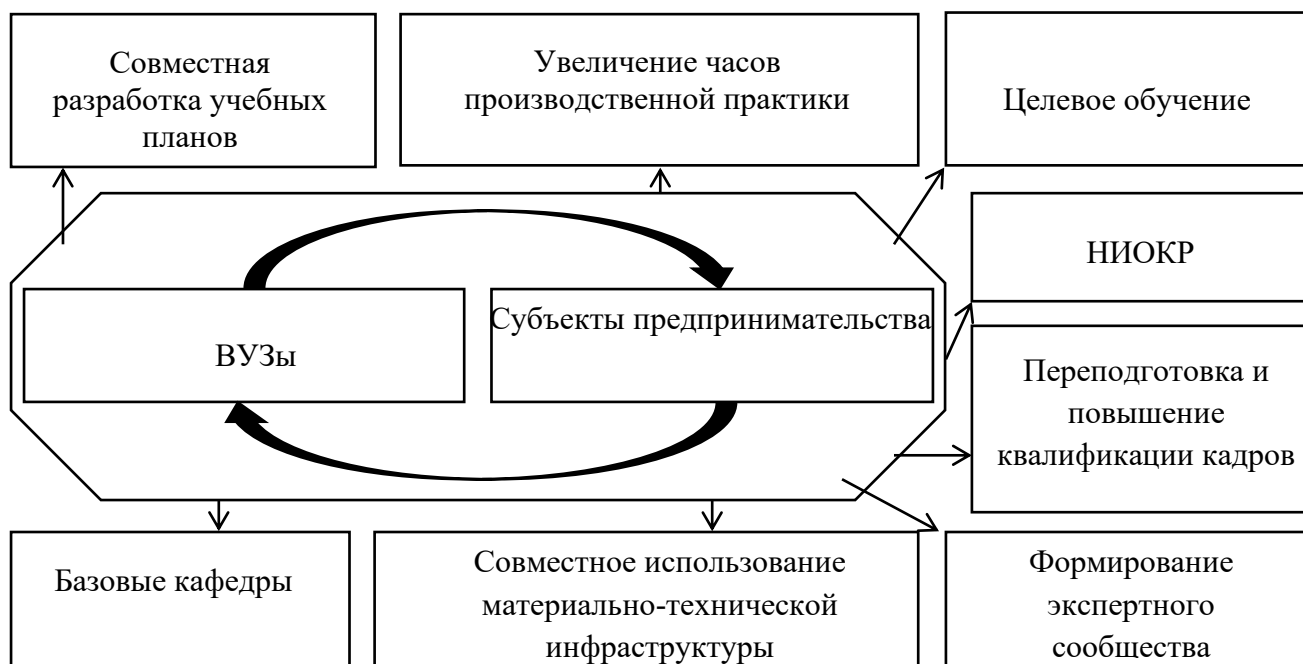 Совместная
разработка учебных
планов
Увеличение часов
производственной практики
Целевое обучение
НИОКР
ВУЗы
Субъекты предпринимательства
Переподготовка и
повышение
квалификации кадров
Базовые кафедры
Совместное использование
материально-технической
инфраструктуры
Формирование
экспертного
сообщества